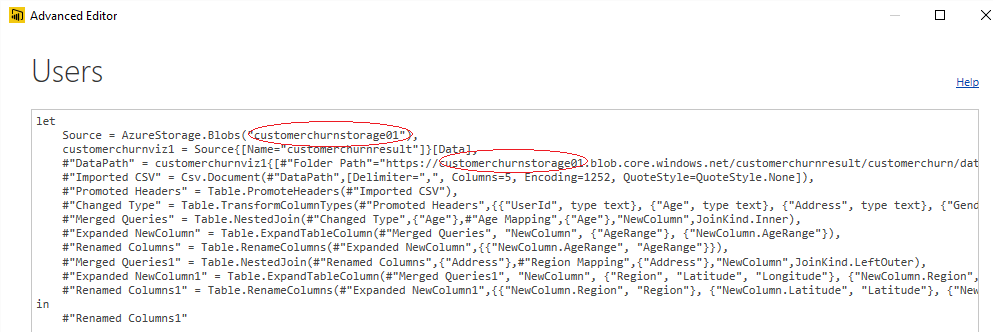 Advanced Editor
Users
Help
let
Source = AzureStorage.Blobs("customerchurnstorage01"),
customerchurnviz1 = Source{[Name="customerchurnresult"]}[Data],
#"DataPath" = customerchurnviz1{[#"Folder Path"="https://customerchurnstorage01.blob.core.windows.net/customerchurnresult/customerchurn/dat
#"Imported CSV" = Csv.Document(#"DataPath",[Delimiter=",", Columns=5, Encoding=1252, QuoteStyle=QuoteStyle.None]),
#"Promoted Headers" = Table.PromoteHeaders(#"Imported CSV"),
#"Changed Type" = Table.TransformColumnTypes(#"Promoted Headers",{{"UserId", type text}, {"Age", type text}, {"Address", type text}, {"Gend
#"Merged Queries" = Table.NestedJoin(#"Changed Type",{"Age"},#"Age Mapping",{"Age"},"NewColumn",JoinKind.Inner),
#"Expanded NewColumn" = Table.ExpandTableColumn(#"Merged Queries", "NewColumn", {"AgeRange"}, {"NewColumn.AgeRange"}),
#"Renamed Columns" = Table.RenameColumns(#"Expanded NewColumn",{{"NewColumn.AgeRange", "AgeRange"}}),
#"Merged Queries1" = Table.NestedJoin(#"Renamed Columns",{"Address"},#"Region Mapping",{"Address"},"NewColumn",JoinKind.LeftOuter),
#"Expanded NewColumn1" = Table.ExpandTableColumn(#"Merged Queries1", "NewColumn", {"Region", "Latitude", "Longitude"}, {"NewColumn.Region",
#"Renamed Columns1" = Table.RenameColumns(#"Expanded NewColumn1",{{"NewColumn.Region", "Region"}, {"NewColumn.Latitude", "Latitude"}, {"New
in
#"Renamed Columns1"